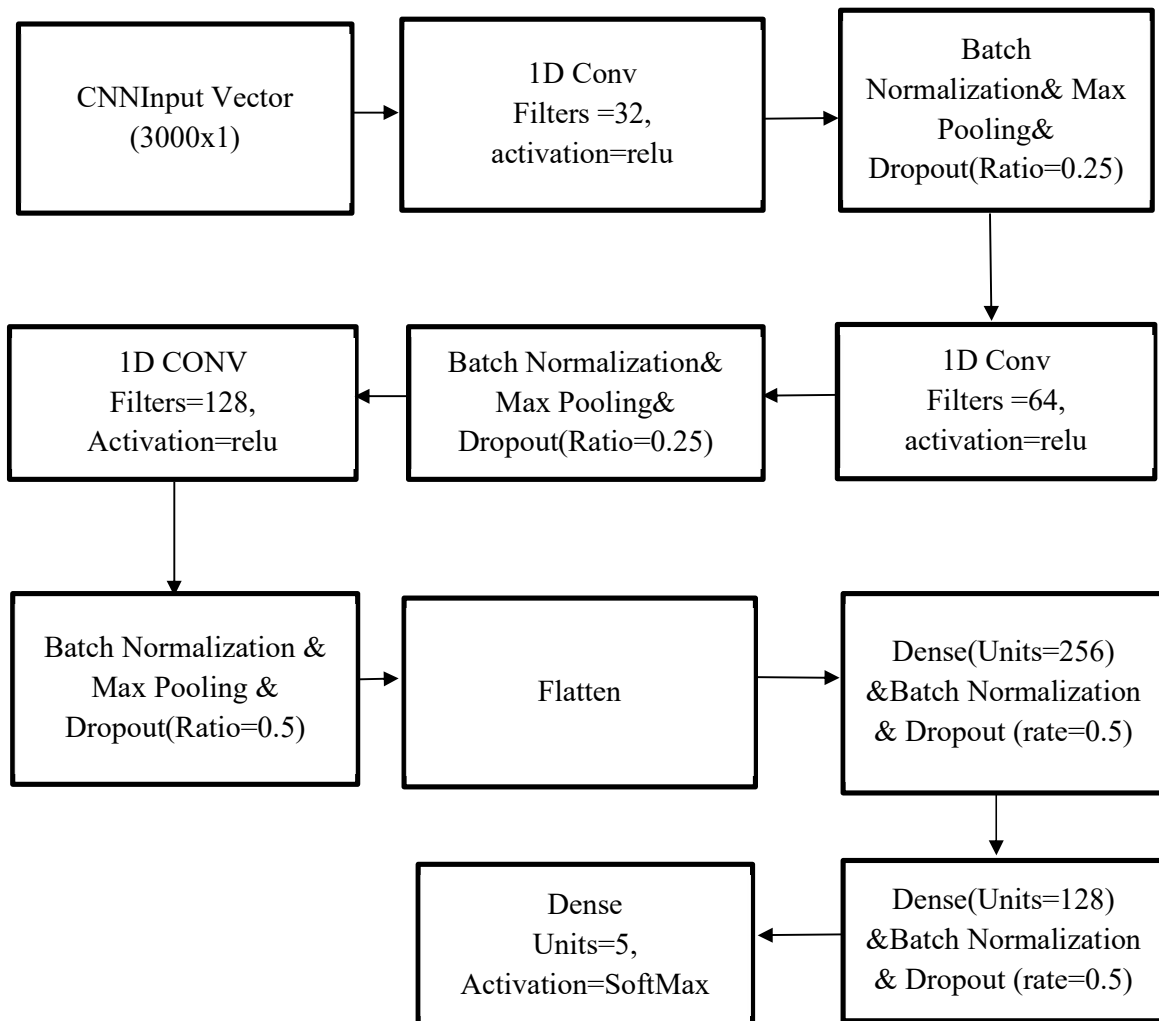 CNNInput Vector
(3000x1)
1D Conv
Filters =32,
activation=relu
Batch
Normalization& Max
Pooling&
Dropout(Ratio=0.25)
1D Conv
Filters =64,
activation=relu
Batch Normalization&
Max Pooling&
Dropout(Ratio=0.25)
1D CONV
Filters=128,
Activation=relu
Batch Normalization &
Max Pooling &
Dropout(Ratio=0.5)
Flatten
Dense(Units=256)
&Batch Normalization
& Dropout (rate=0.5)
Dense(Units=128)
&Batch Normalization
& Dropout (rate=0.5)
Dense
Units=5,
Activation=SoftMax